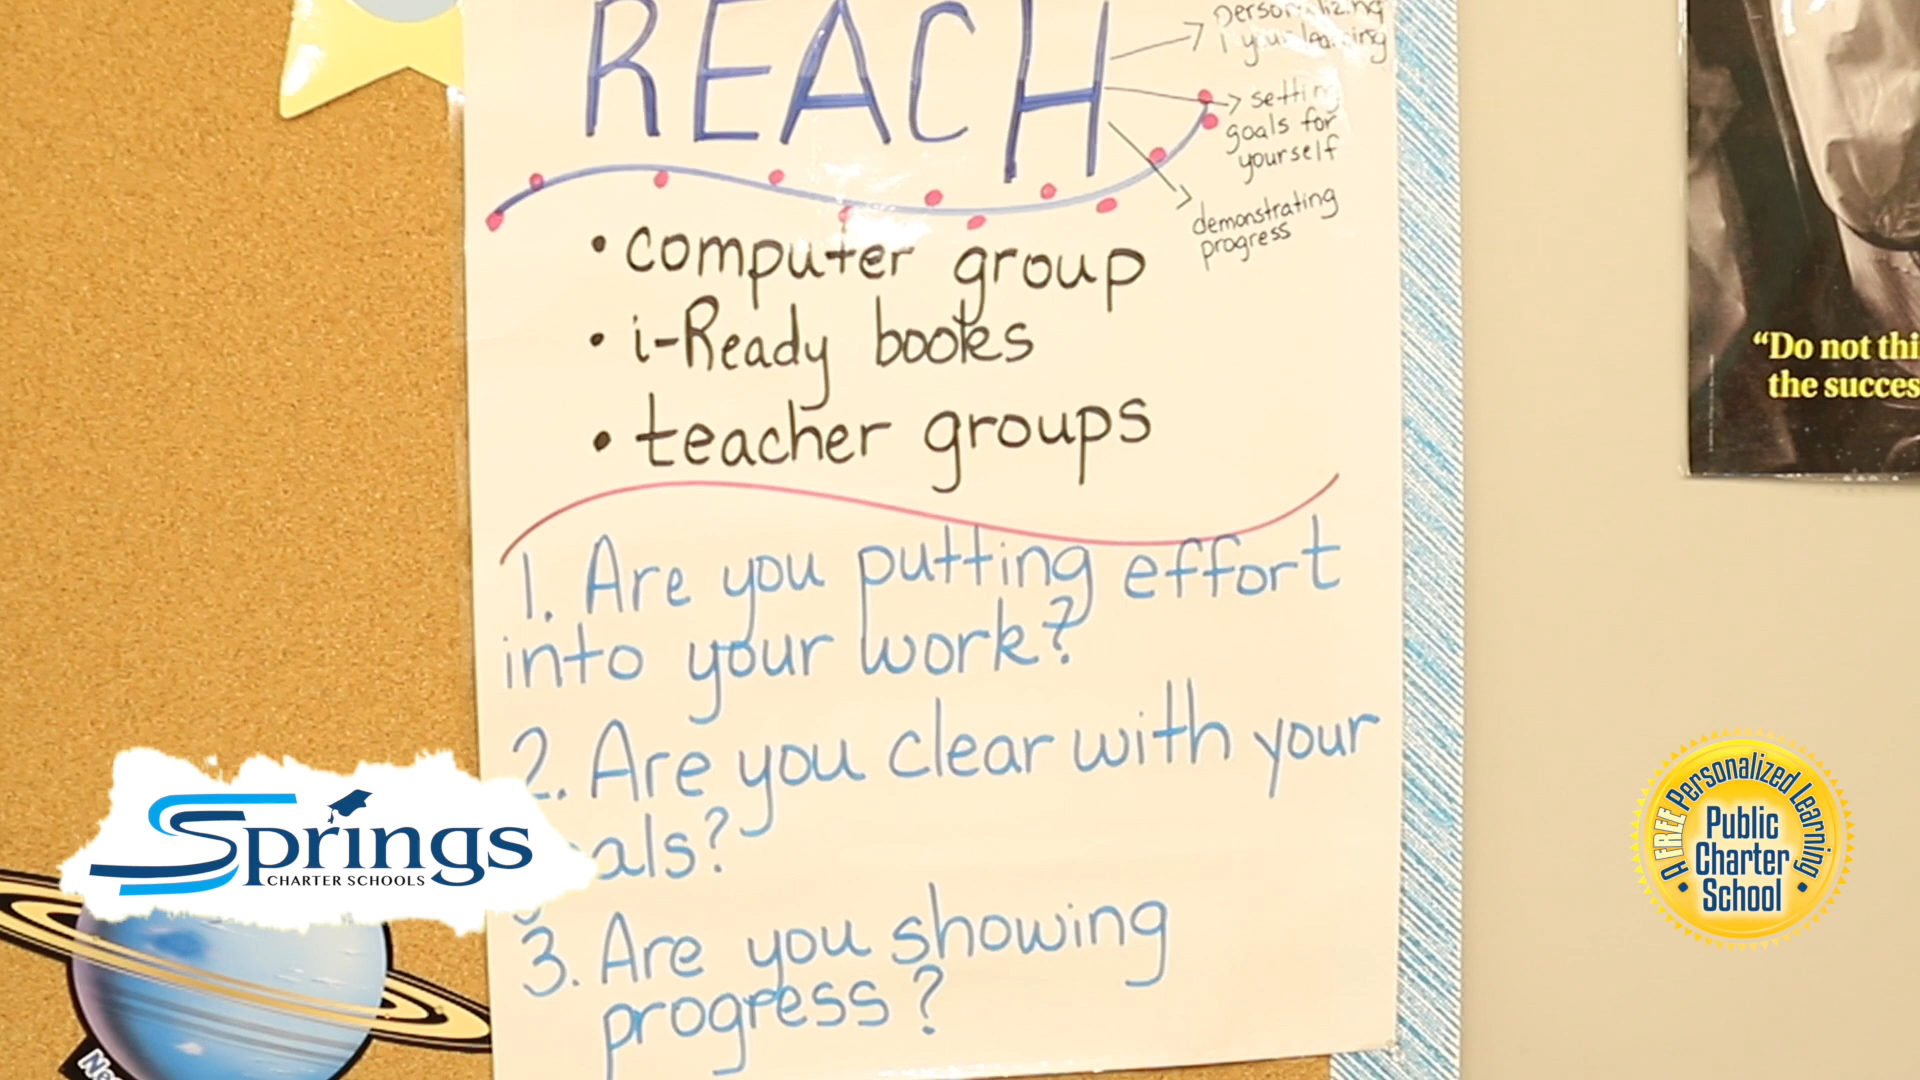 REACH
personalizing
your learning
setting
goals for
yourself
demonstrating
progress
• computer group
• i-Ready books
• teacher groups
1. Are you putting effort
into your work?
2. Are you clear with your
als?
3. Are you showing
progress?
"Do not thi
the succes
Springs
CHARTER SCHOOLS
A FREE Personalized Learning
Public
Charter
School
Ne